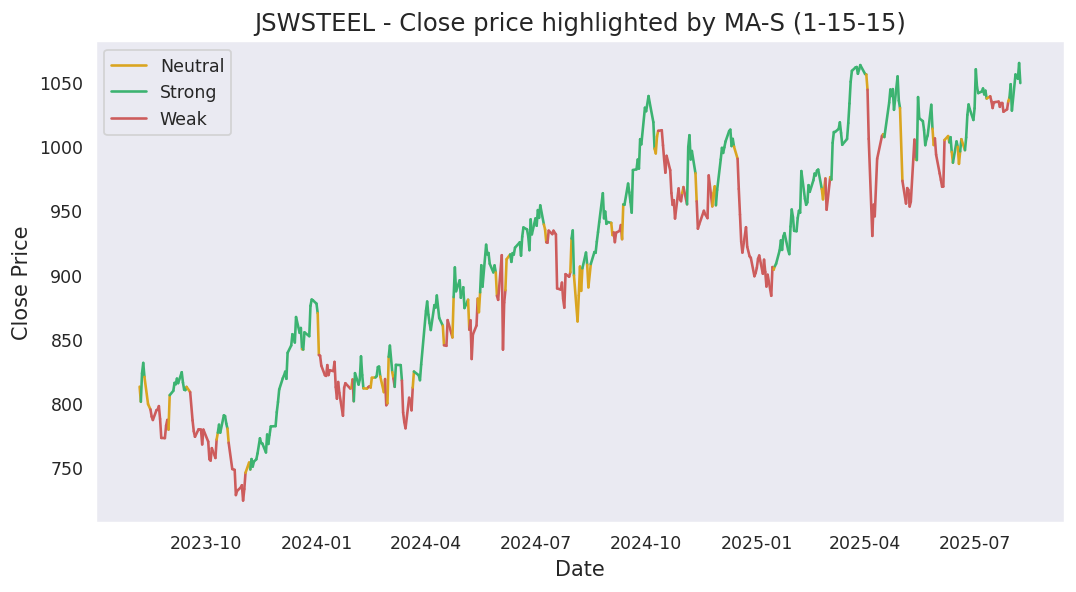 JSWSTEEL - Close price highlighted by MA-S (1-15-15)
Neutral
Strong
Weak
Close Price
1050
1000
950
900
850
800
750
2023-10
2024-01
2024-04
2024-07
2024-10
2025-01
2025-04
2025-07
Date